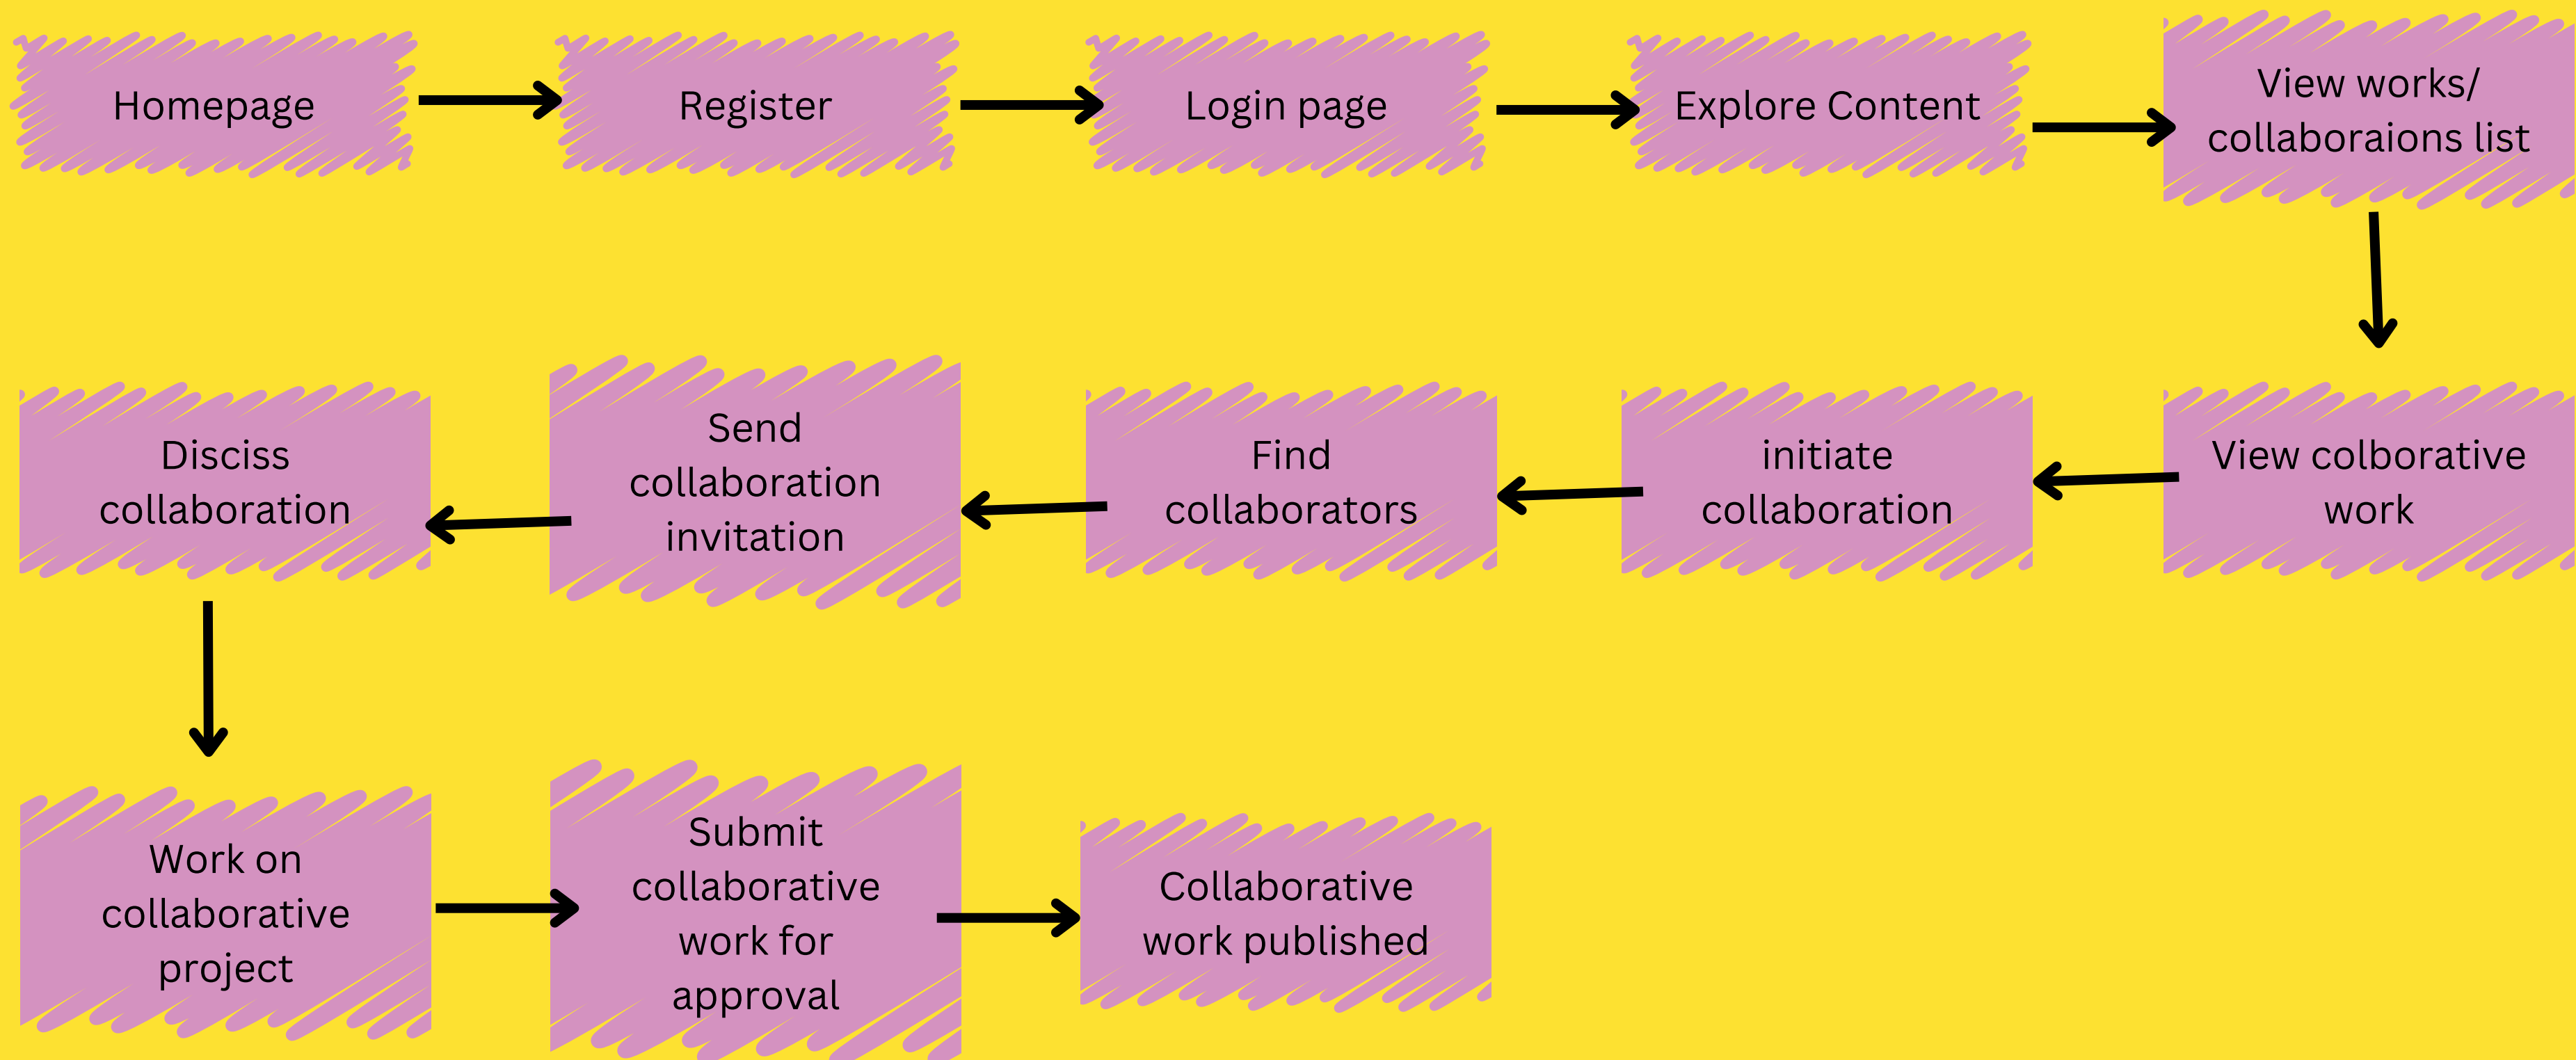 Homepage
Register
Login page
Explore Content
View works/
collaboraions list
View colborative
work
initiate
collaboration
Find
collaborators
Send
collaboration
invitation
Disciss
collaboration
Work on
collaborative
project
Submit
collaborative
work for
approval
Collaborative
work published